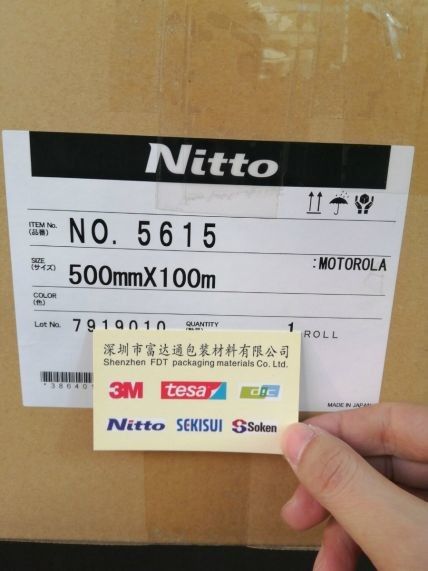 Nitto
ITEM No.
(品番)
NO. 5615
SIZE
(サイズ)
500mmX100m
:MOTOROLA
COLOR
(色)
Lot No. 7919010 QUANTITY 1 ROLL
深圳市富达通包装材料有限公司
Shenzhen FDT packaging materials Co. Ltd.
3M tesa dic
Nitto SEKISUI Soken
MADE IN JAPAN